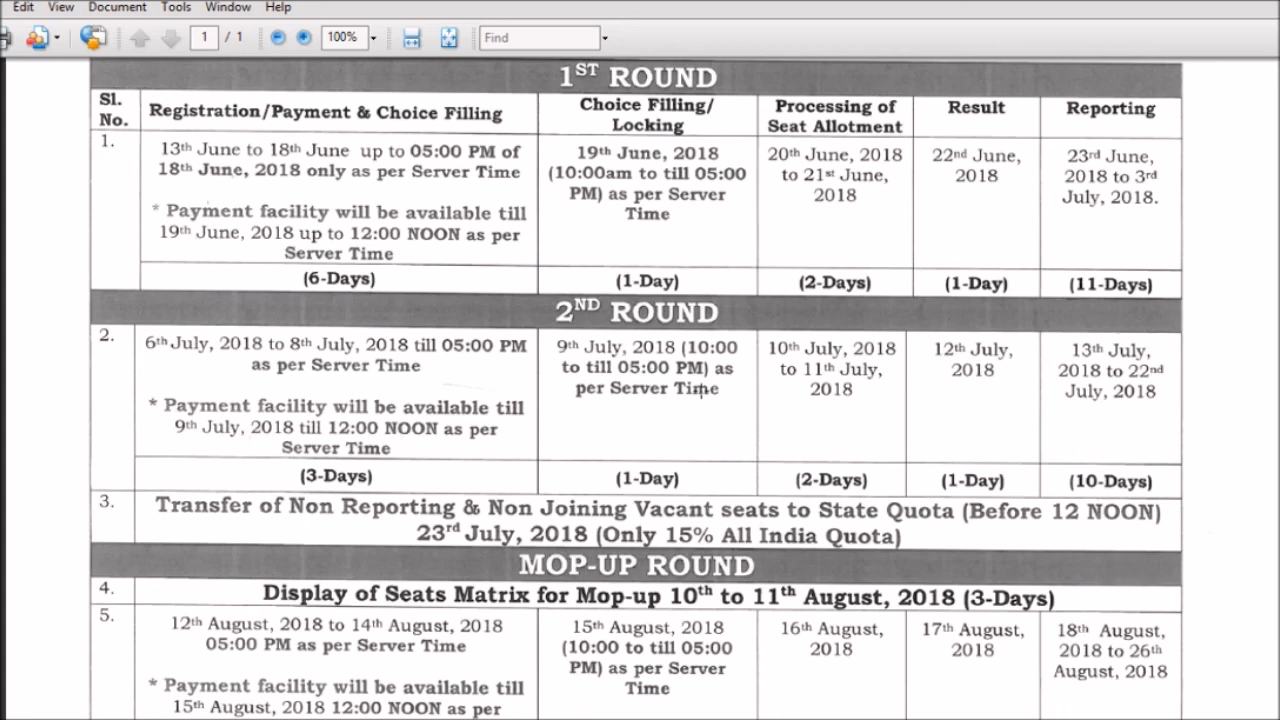 Edit View Document Tools Window Help
1 / 1 100% Find
1ST ROUND
Sl. No. Registration/Payment & Choice Filling Choice Filling/ Locking Processing of Seat Allotment Result Reporting
1.
13th June to 18th June up to 05:00 PM of
18th June, 2018 only as per Server Time
* Payment facility will be available till
19th June, 2018 up to 12:00 NOON as per
Server Time
19th June, 2018
(10:00am to till 05:00
PM) as per Server
Time
20th June, 2018
to 21st June,
2018
22nd June,
2018
23rd June,
2018 to 3rd
July, 2018.
(6-Days) (1-Day) (2-Days) (1-Day) (11-Days)
2ND ROUND
2.
6th July, 2018 to 8th July, 2018 till 05:00 PM
as per Server Time
* Payment facility will be available till
9th July, 2018 till 12:00 NOON as per
Server Time
9th July, 2018 (10:00
to till 05:00 PM) as
per Server Time
10th July, 2018
to 11th July,
2018
12th July,
2018
13th July,
2018 to 22nd
July, 2018
(3-Days) (1-Day) (2-Days) (1-Day) (10-Days)
3. Transfer of Non Reporting & Non Joining Vacant seats to State Quota (Before 12 NOON)
23rd July, 2018 (Only 15% All India Quota)
MOP-UP ROUND
4. Display of Seats Matrix for Mop-up 10th to 11th August, 2018 (3-Days)
5.
12th August, 2018 to 14th August, 2018
05:00 PM as per Server Time
* Payment facility will be available till
15th August, 2018 12:00 NOON as per
15th August, 2018
(10:00 to till 05:00
PM) as per Server
Time
16th August,
2018
17th August,
2018
18th August,
2018 to 26th
August, 2018